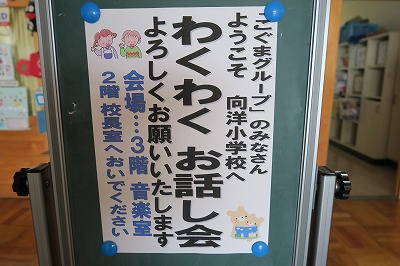 こぐまグループ」のみなさん
ようこそ 向洋小学校へ
わくわく お話し会
よろしくお願いいたします
会場…3階 音楽室
2階 校長室へおいでください